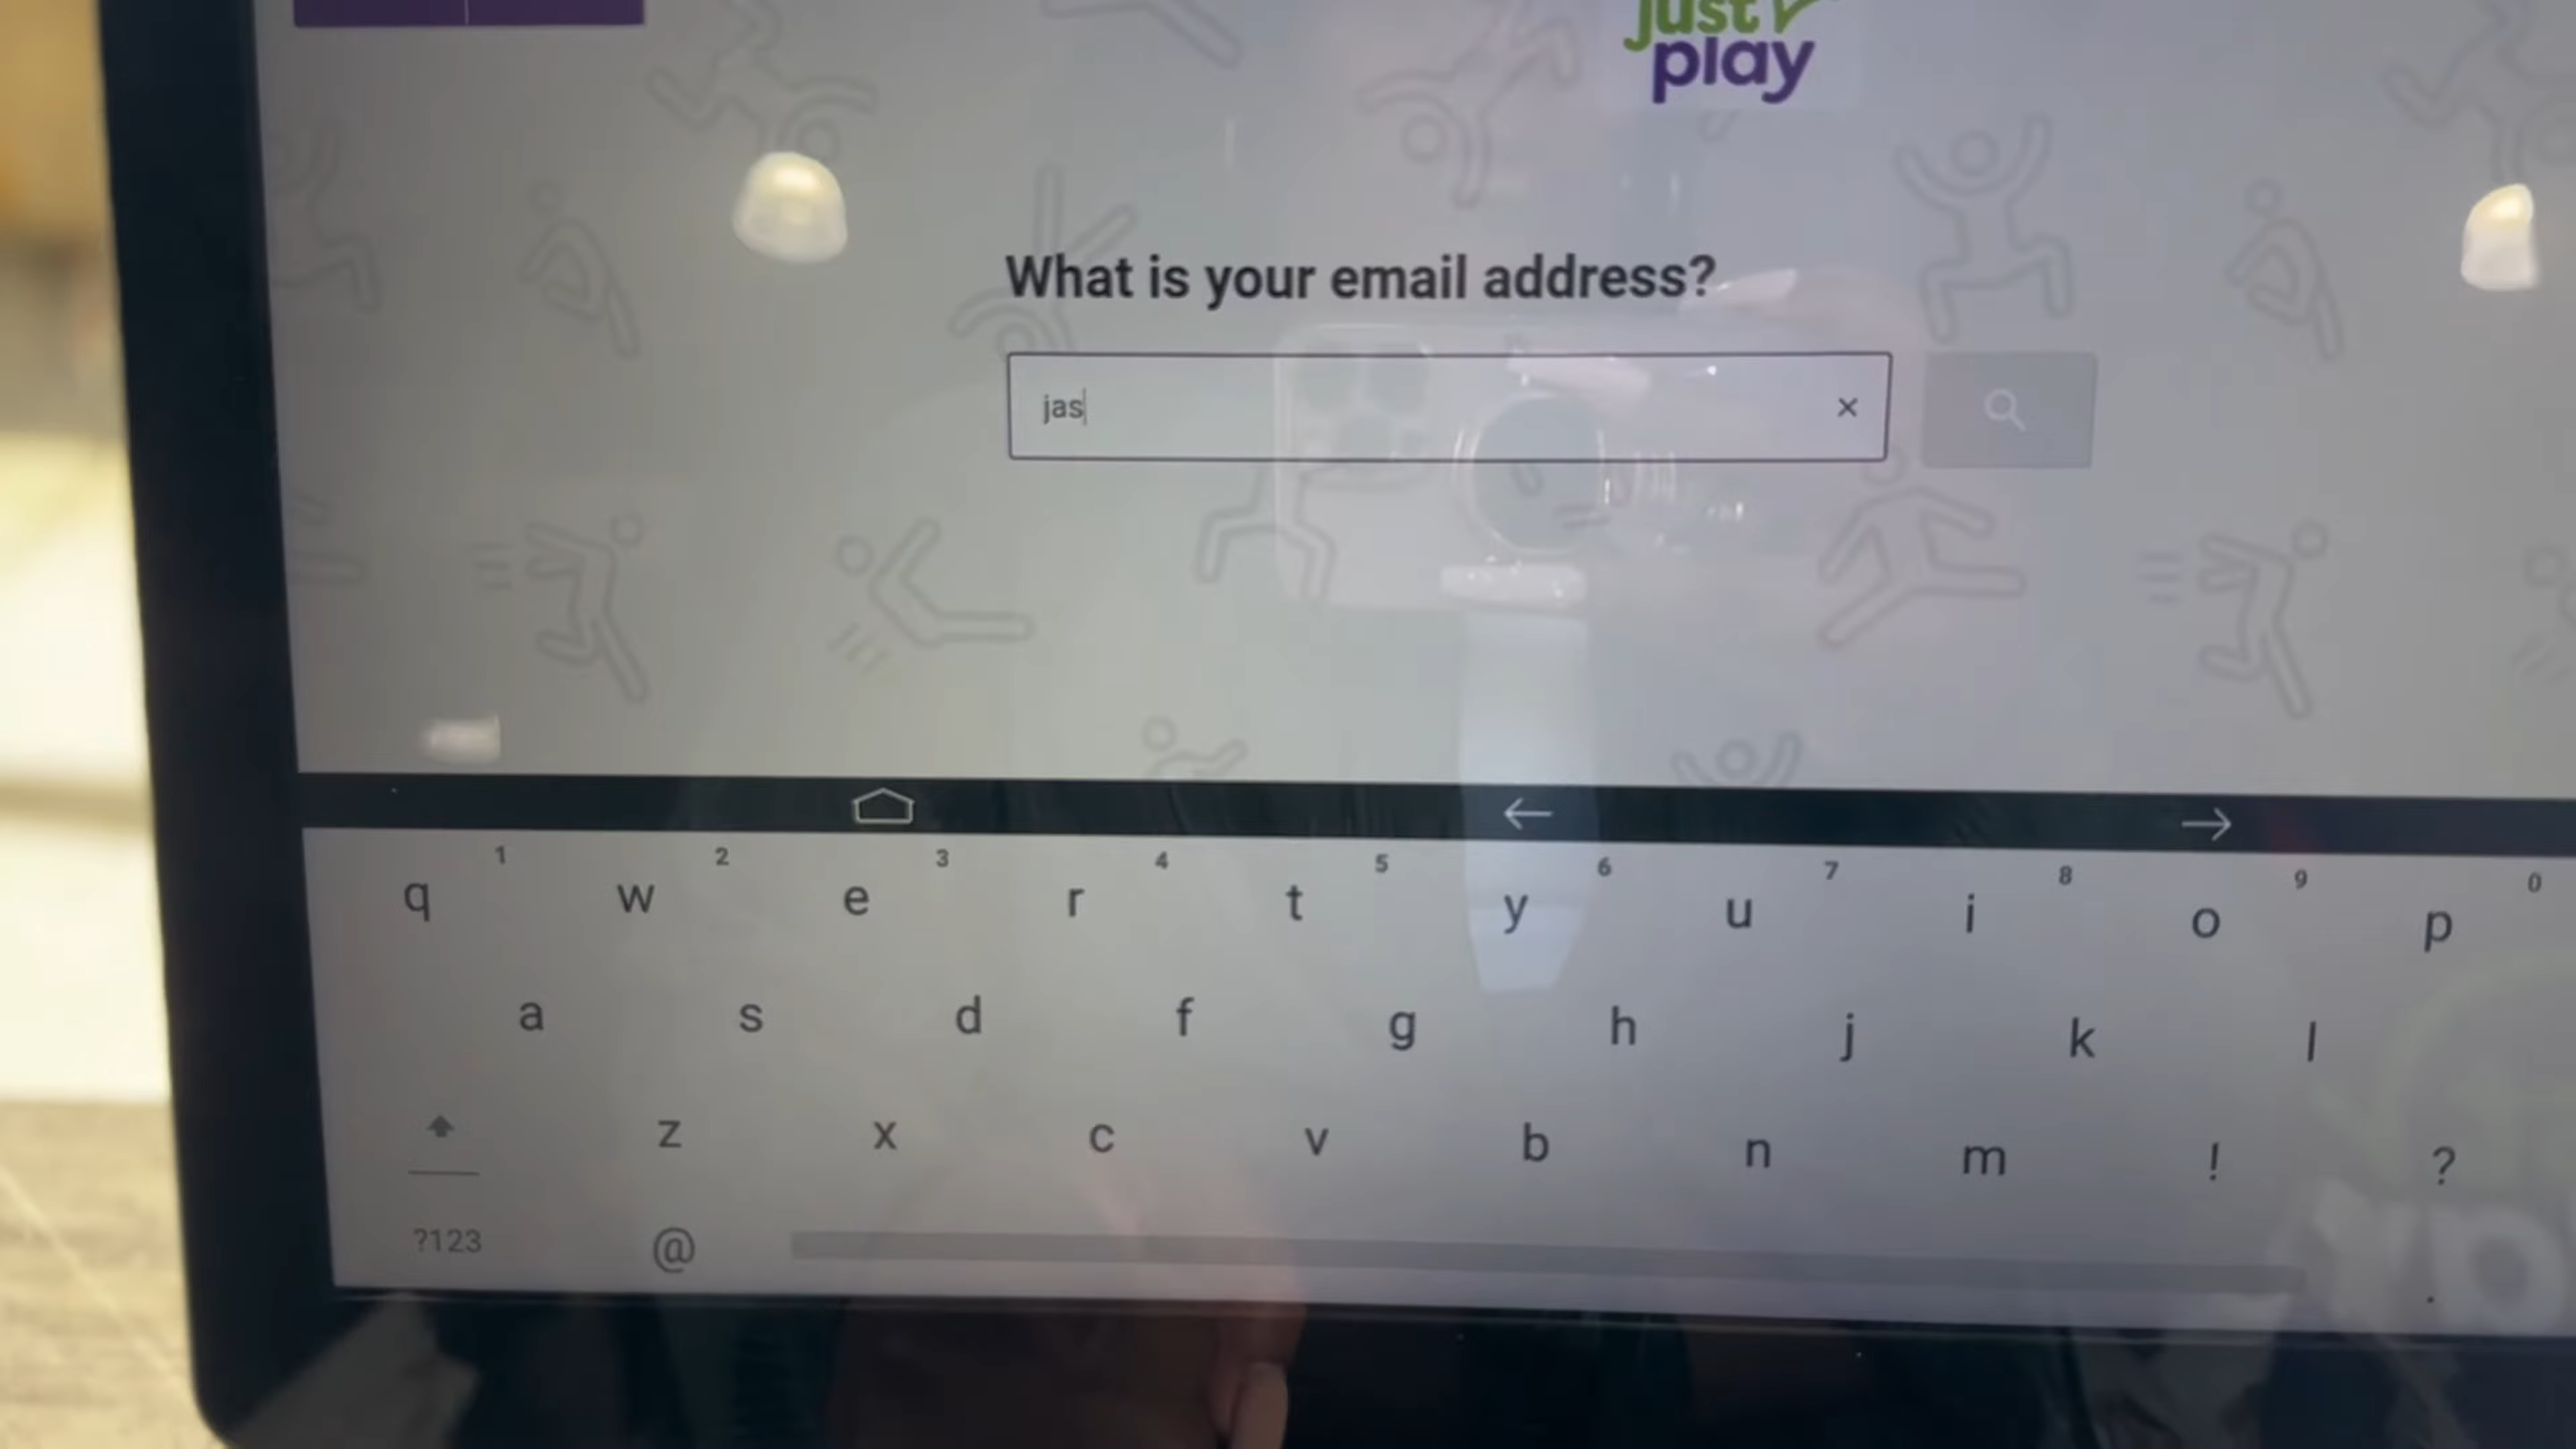 just
play
What is your email address?
jas
×
1 2 3 4 5 6 7 8 9 0
q w e r t y u i o p
a s d f g h j k l
z x c v b n m ! ?
?123 @ .